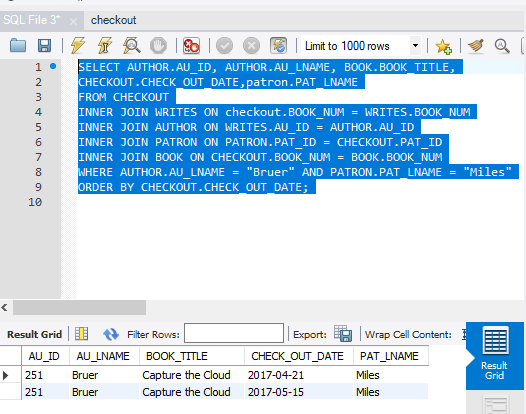 SQL File 3* × checkout
Limit to 1000 rows
1 SELECT AUTHOR.AU_ID, AUTHOR.AU_LNAME, BOOK.BOOK_TITLE,
2 CHECKOUT.CHECK_OUT_DATE,patron.PAT_LNAME
3 FROM CHECKOUT
4 INNER JOIN WRITES ON checkout.BOOK_NUM = WRITES.BOOK_NUM
5 INNER JOIN AUTHOR ON WRITES.AU_ID = AUTHOR.AU_ID
6 INNER JOIN PATRON ON PATRON.PAT_ID = CHECKOUT.PAT_ID
7 INNER JOIN BOOK ON CHECKOUT.BOOK_NUM = BOOK.BOOK_NUM
8 WHERE AUTHOR.AU_LNAME = "Bruer" AND PATRON.PAT_LNAME = "Miles"
9 ORDER BY CHECKOUT.CHECK_OUT_DATE;
10
Result Grid Filter Rows: Export: Wrap Cell Content:
AU_ID AU_LNAME BOOK_TITLE CHECK_OUT_DATE PAT_LNAME
251 Bruer Capture the Cloud 2017-04-21 Miles
251 Bruer Capture the Cloud 2017-05-15 Miles
Result
Grid